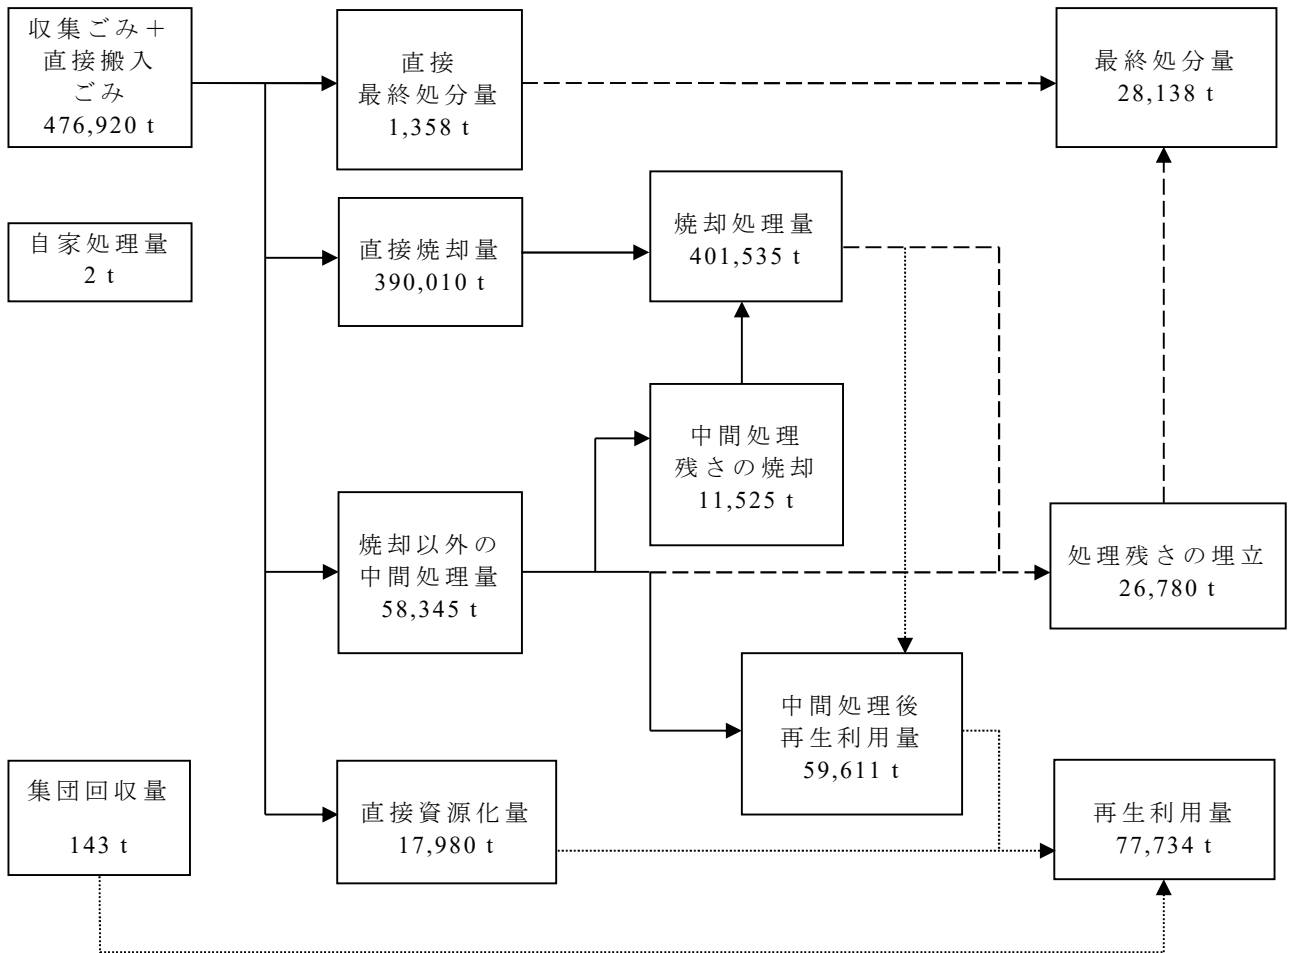 収集ごみ＋
直接搬入
ごみ
476,920 t
直接
最終処分量
1,358 t
最終処分量
28,138 t
自家処理量
2 t
直接焼却量
390,010 t
焼却処理量
401,535 t
中間処理
残さの焼却
11,525 t
焼却以外の
中間処理量
58,345 t
処理残さの埋立
26,780 t
中間処理後
再生利用量
59,611 t
集団回収量
143 t
直接資源化量
17,980 t
再生利用量
77,734 t